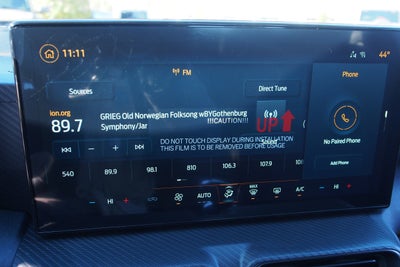 11:11
44°
FM
Sources
Direct Tune
Phone
ion.org
89.7
GRIEG Old Norwegian Folksong wBYGothenburg
Symphony/Jar
!!!CAUTION!!!
UP
DO NOT TOUCH DISPLAY DURING INSTALLATION
THIS FILM IS TO BE REMOVED BEFORE USAGE
No Paired Phone
Add Phone
540
89.9
98.1
810
106.3
107.9
HI
AUTO
MAX
A/C
HI